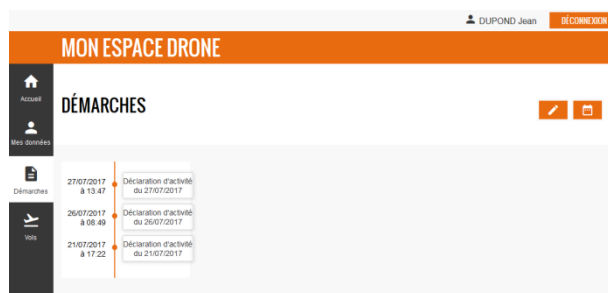 DUPOND Jean
DÉCONNEXION
MON ESPACE DRONE
Accueil
DÉMARCHES
Mes données
Démarches
Vols
27/07/2017
à 13:47
Déclaration d'activité
du 27/07/2017
26/07/2017
à 08:49
Déclaration d'activité
du 26/07/2017
21/07/2017
à 17:22
Déclaration d'activité
du 21/07/2017